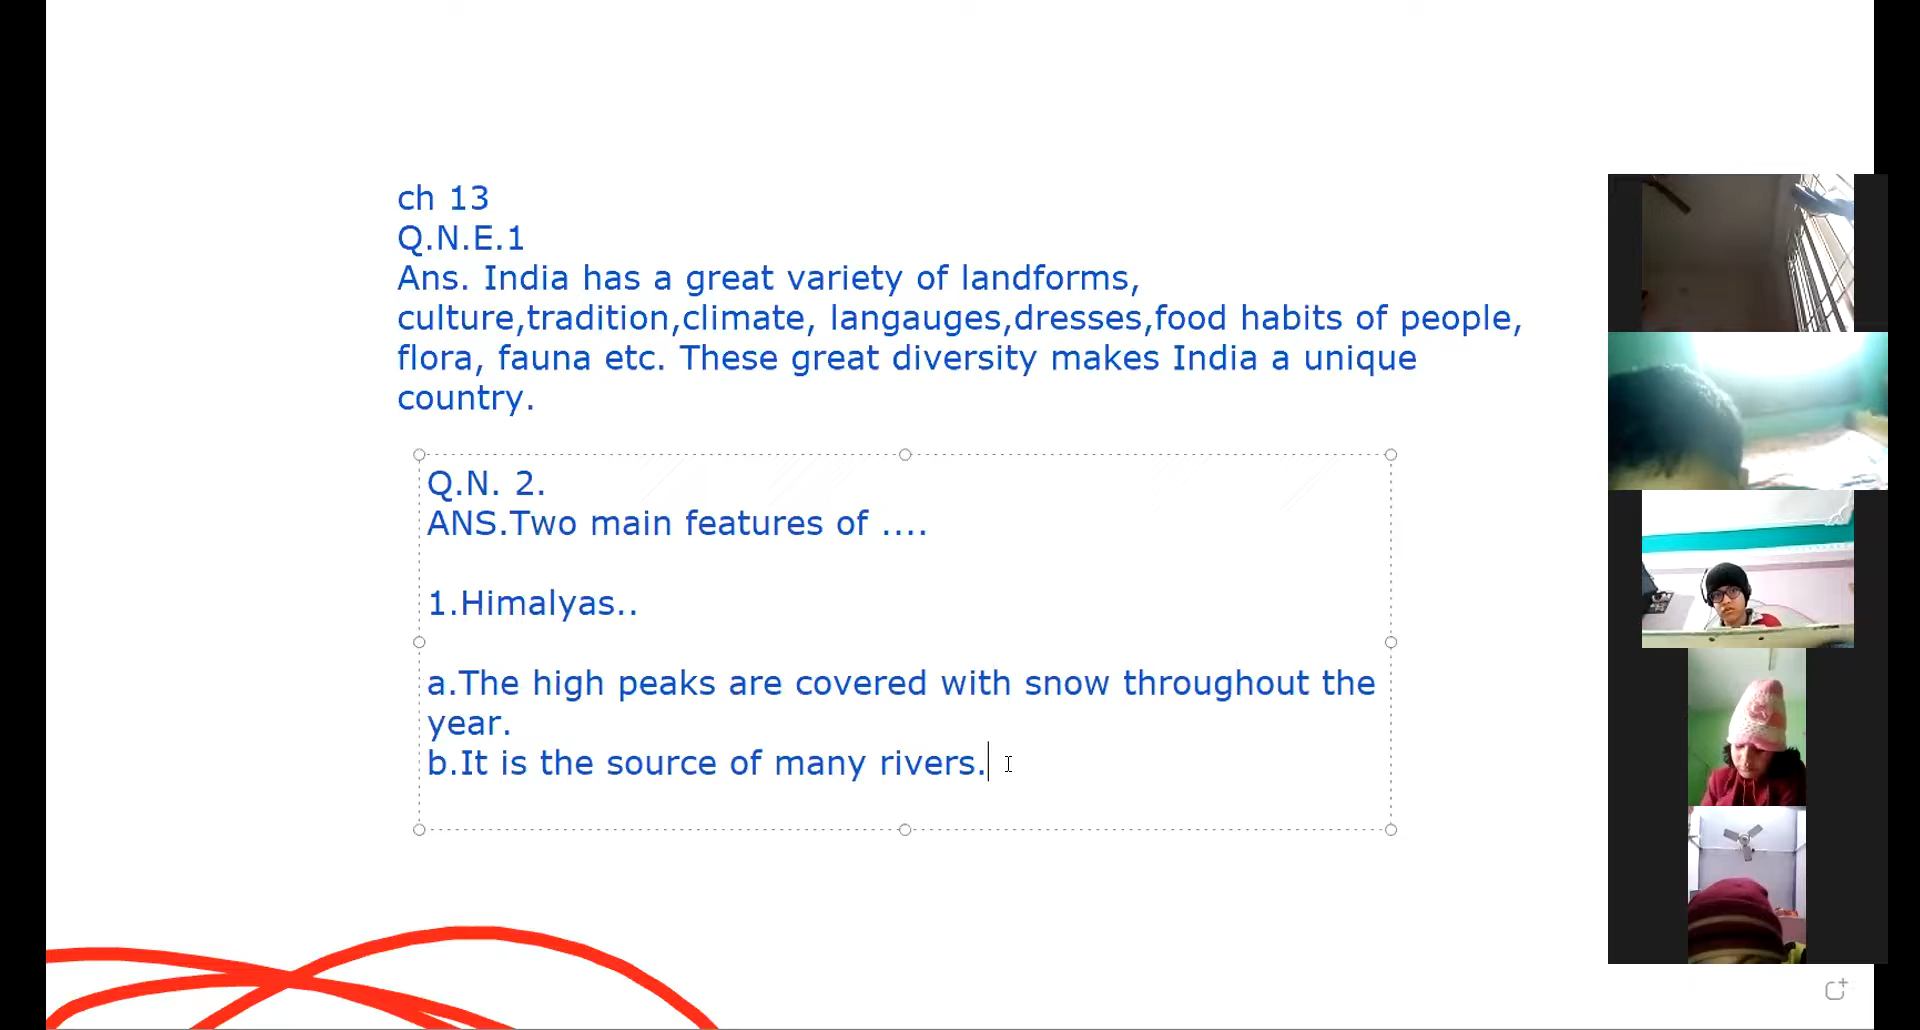 ch 13
Q.N.E.1
Ans. India has a great variety of landforms,
culture,tradition,climate, langauges,dresses,food habits of people,
flora, fauna etc. These great diversity makes India a unique
country.
Q.N. 2.
ANS.Two main features of ....
1.Himalyas..
a.The high peaks are covered with snow throughout the
year.
b.It is the source of many rivers.